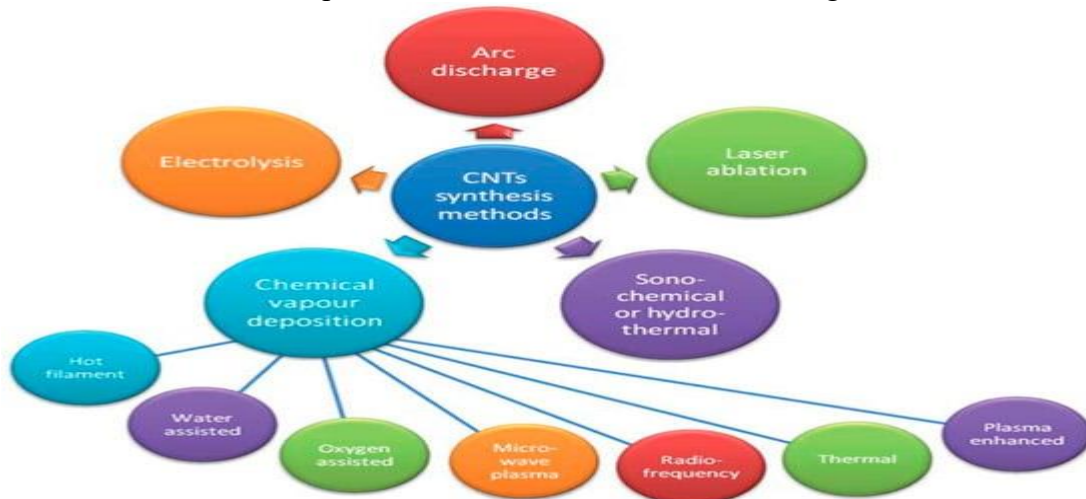 Arc
discharge
Electrolysis
Laser
ablation
CNTs
synthesis
methods
Chemical
vapour
deposition
Sono-
chemical
or hydro-
thermal
Hot
filament
Water
assisted
Oxygen
assisted
Micro-
wave
plasma
Radio-
frequency
Thermal
Plasma
enhanced